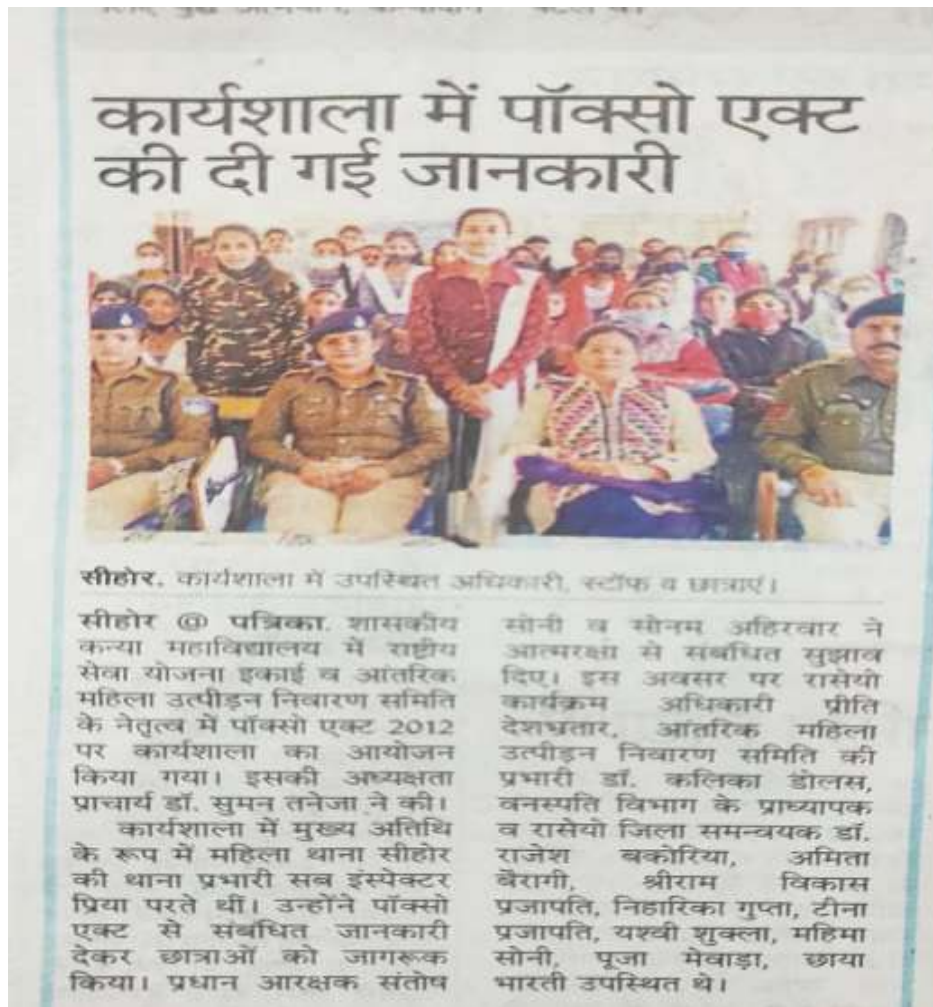 कार्यशाला में पॉक्सो एक्ट
की दी गई जानकारी
सीहोर. कार्यशाला में उपस्थित अधिकारी, स्टॉफ व छात्राएं।
सीहोर @ पत्रिका. शासकीय
कन्या महाविद्यालय में राष्ट्रीय
सेवा योजना इकाई व आंतरिक
महिला उत्पीड़न निवारण समिति
के नेतृत्व में पॉक्सो एक्ट 2012
पर कार्यशाला का आयोजन
किया गया। इसकी अध्यक्षता
प्राचार्य डॉ. सुमन तनेजा ने की।
कार्यशाला में मुख्य अतिथि
के रूप में महिला थाना सीहोर
की थाना प्रभारी सब इंस्पेक्टर
प्रिया परते थीं। उन्होंने पॉक्सो
एक्ट से संबंधित जानकारी
देकर छात्राओं को जागरूक
किया। प्रधान आरक्षक संतोष
सोनी व सोनम अहिरवार ने
आत्मरक्षा से संबधित सुझाव
दिए। इस अवसर पर रासेयो
कार्यक्रम अधिकारी प्रीति
देशभ्रतार, आंतरिक महिला
उत्पीड़न निवारण समिति की
प्रभारी डॉ. कलिका डोलस,
वनस्पति विभाग के प्राध्यापक
व रासेयो जिला समन्वयक डॉ.
राजेश बकोरिया, अमिता
बैरागी, श्रीराम विकास
प्रजापति, निहारिका गुप्ता, टीना
प्रजापति, यश्वी शुक्ला, महिमा
सोनी, पूजा मेवाड़ा, छाया
भारती उपस्थित थे।